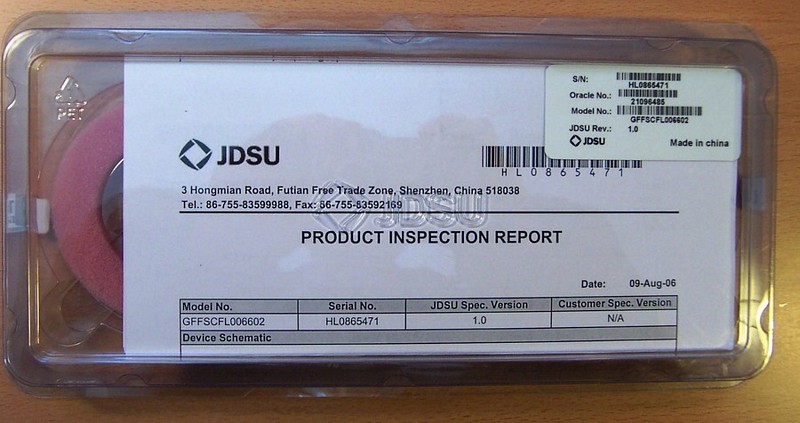 PET
S/N:
HL0865471
Oracle No.:
21096485
Model No.:
GFFSCFL006602
JDSU Rev.: 1.0
JDSU Made in china
JDSU
HL0865471
3 Hongmian Road, Futian Free Trade Zone, Shenzhen, China 518038
Tel.: 86-755-83599988, Fax: 86-755-83592169
JDSU
PRODUCT INSPECTION REPORT
Date: 09-Aug-06
Model No. Serial No. JDSU Spec. Version Customer Spec. Version
GFFSCFL006602 HL0865471 1.0 N/A
Device Schematic